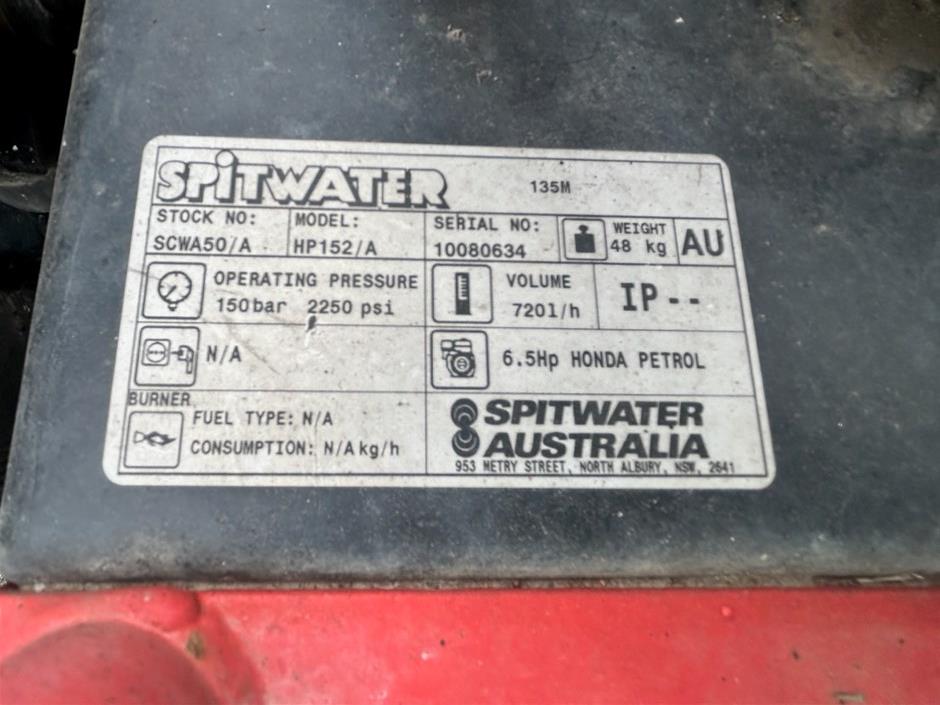 SPiTWATER 135M
STOCK NO: MODEL: SERIAL NO: WEIGHT
SCWA50/A HP152/A 10080634 48 kg AU
OPERATING PRESSURE VOLUME
150bar 2250 psi 720l/h IP--
N/A 6.5Hp HONDA PETROL
BURNER
FUEL TYPE: N/A
CONSUMPTION: N/A kg/h
SPITWATER
AUSTRALIA
953 METRY STREET, NORTH ALBURY, NSW, 2641